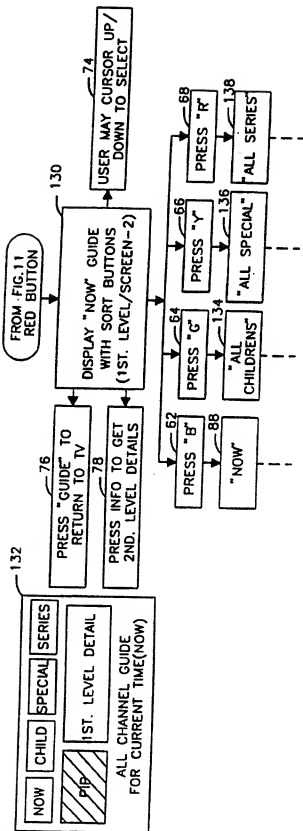 FROM FIG.11
RED BUTTON
130
DISPLAY "NOW" GUIDE
WITH SORT BUTTONS
(1ST. LEVEL/SCREEN-2)
74
USER MAY CURSOR UP/
DOWN TO SELECT
76
PRESS "GUIDE" TO
RETURN TO TV
78
PRESS INFO TO GET
2ND. LEVEL DETAILS
132
NOW
CHILD
SPECIAL
SERIES
PIP
1ST. LEVEL DETAIL
ALL CHANNEL GUIDE
FOR CURRENT TIME(NOW)
62
PRESS "B"
64
PRESS "G"
66
PRESS "Y"
68
PRESS "R"
88
"NOW"
134
"ALL
CHILDRENS"
136
"ALL SPECIAL"
138
"ALL SERIES"